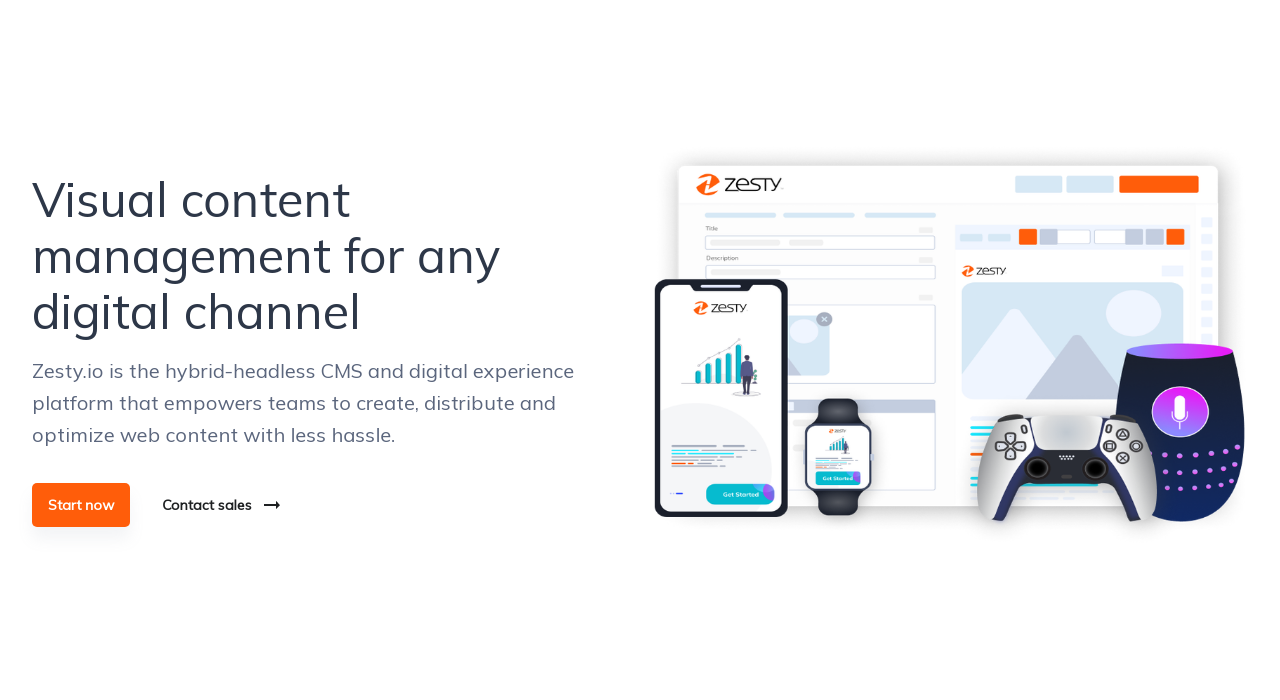 Visual content
management for any
digital channel
Zesty.io is the hybrid-headless CMS and digital experience
platform that empowers teams to create, distribute and
optimize web content with less hassle.
Start now
Contact sales
ZESTY
Title
Description
ZESTY
ZESTY
Get Started
ZESTY
Get Started